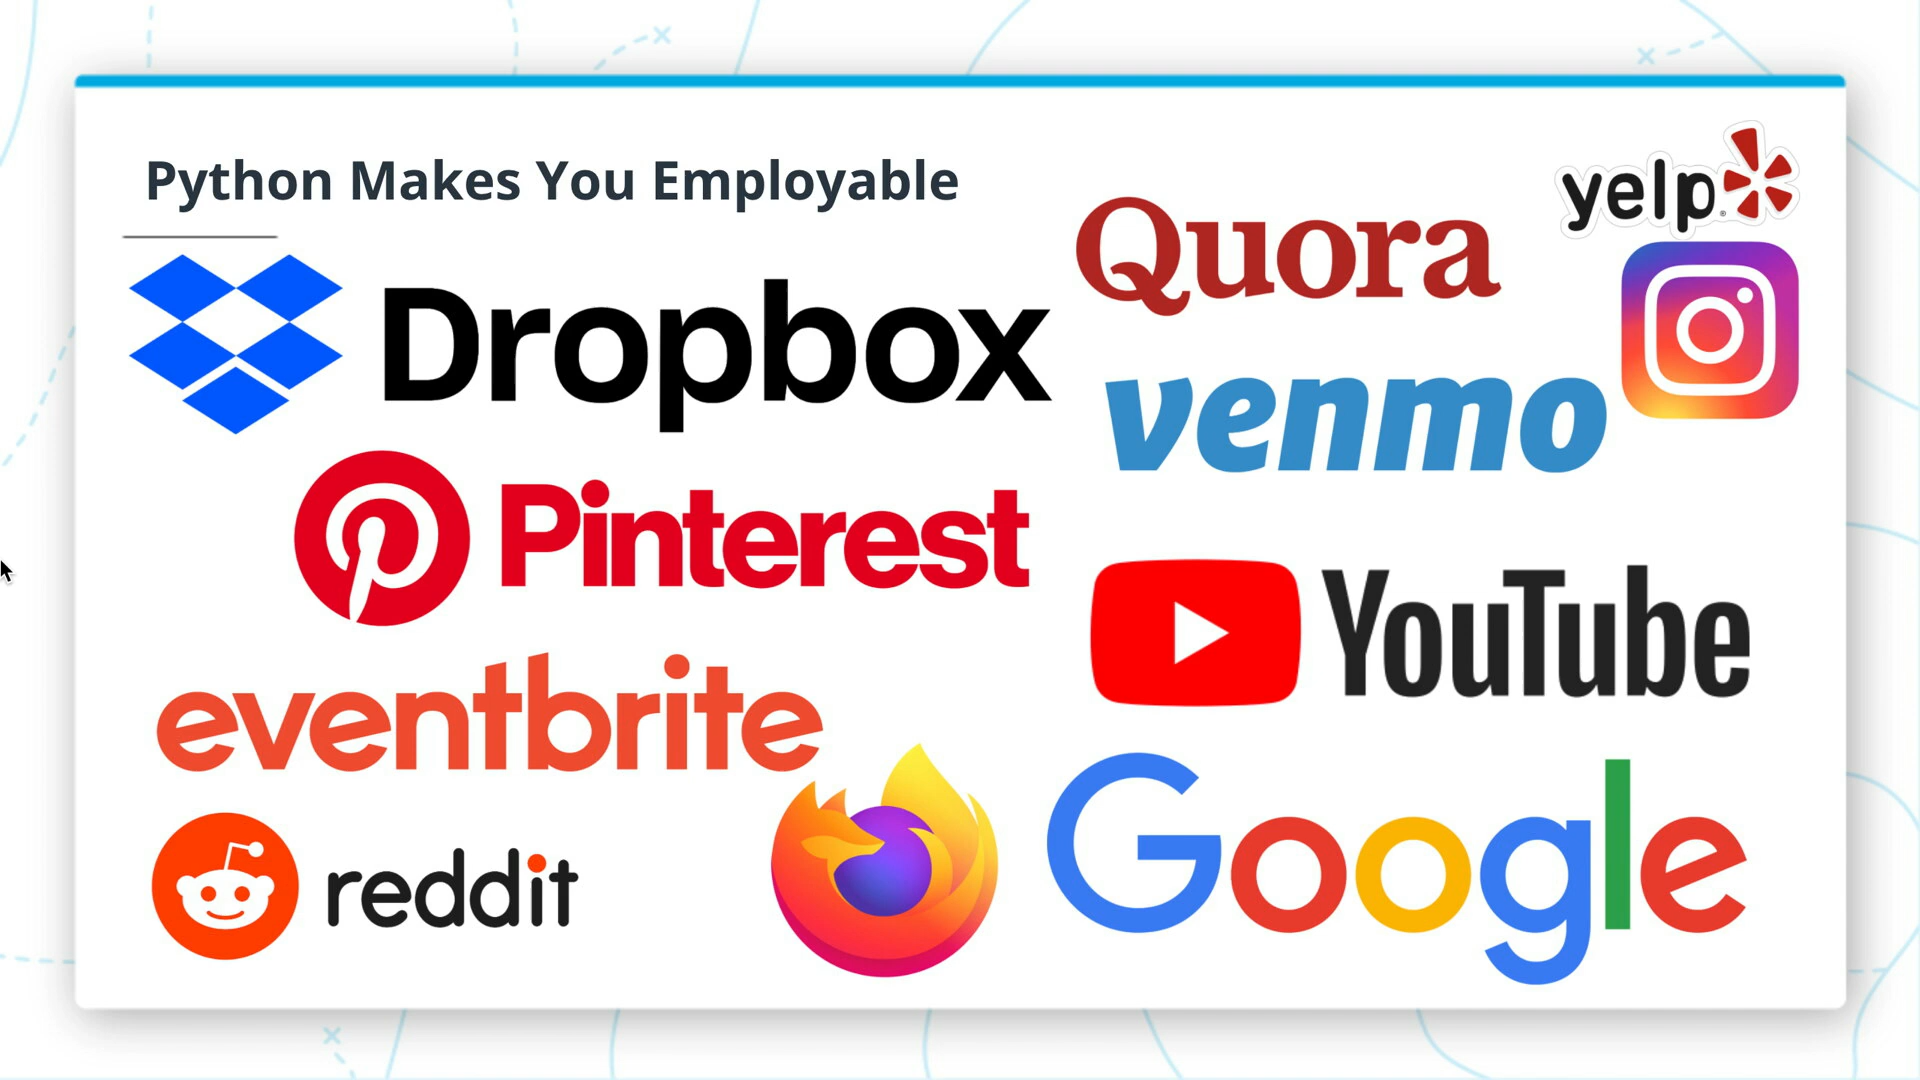 Python Makes You Employable
yelp
Quora
Dropbox
venmo
Pinterest
YouTube
eventbrite
Google
reddit